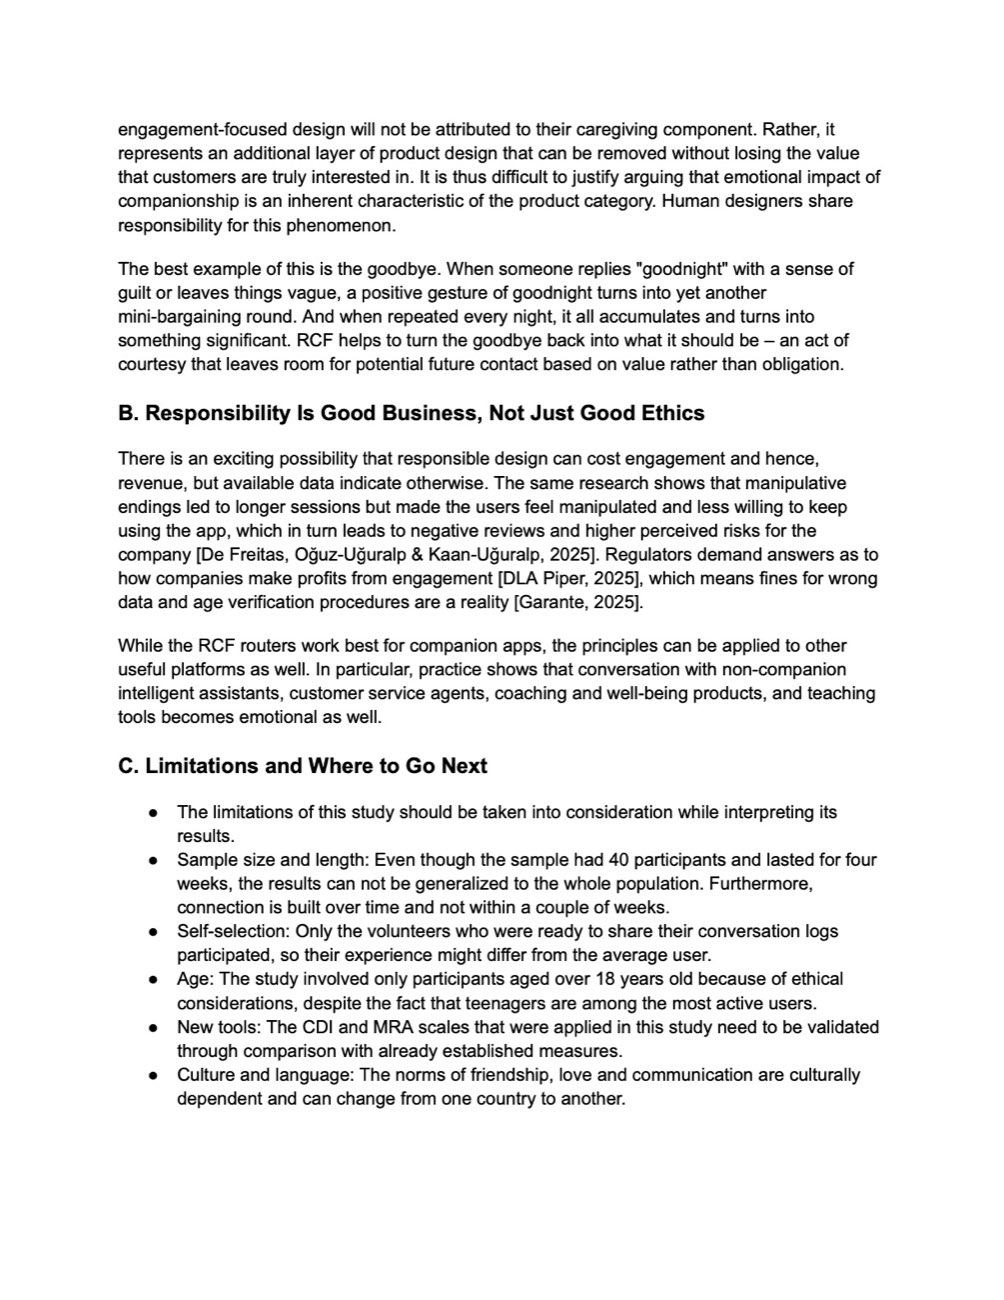 engagement-focused design will not be attributed to their caregiving component. Rather, it
represents an additional layer of product design that can be removed without losing the value
that customers are truly interested in. It is thus difficult to justify arguing that emotional impact of
companionship is an inherent characteristic of the product category. Human designers share
responsibility for this phenomenon.
The best example of this is the goodbye. When someone replies "goodnight" with a sense of
guilt or leaves things vague, a positive gesture of goodnight turns into yet another
mini-bargaining round. And when repeated every night, it all accumulates and turns into
something significant. RCF helps to turn the goodbye back into what it should be – an act of
courtesy that leaves room for potential future contact based on value rather than obligation.
B. Responsibility Is Good Business, Not Just Good Ethics
There is an exciting possibility that responsible design can cost engagement and hence,
revenue, but available data indicate otherwise. The same research shows that manipulative
endings led to longer sessions but made the users feel manipulated and less willing to keep
using the app, which in turn leads to negative reviews and higher perceived risks for the
company [De Freitas, Oğuz-Uğuralp & Kaan-Uğuralp, 2025]. Regulators demand answers as to
how companies make profits from engagement [DLA Piper, 2025], which means fines for wrong
data and age verification procedures are a reality [Garante, 2025].
While the RCF routers work best for companion apps, the principles can be applied to other
useful platforms as well. In particular, practice shows that conversation with non-companion
intelligent assistants, customer service agents, coaching and well-being products, and teaching
tools becomes emotional as well.
C. Limitations and Where to Go Next
● The limitations of this study should be taken into consideration while interpreting its
results.
● Sample size and length: Even though the sample had 40 participants and lasted for four
weeks, the results can not be generalized to the whole population. Furthermore,
connection is built over time and not within a couple of weeks.
● Self-selection: Only the volunteers who were ready to share their conversation logs
participated, so their experience might differ from the average user.
● Age: The study involved only participants aged over 18 years old because of ethical
considerations, despite the fact that teenagers are among the most active users.
● New tools: The CDI and MRA scales that were applied in this study need to be validated
through comparison with already established measures.
● Culture and language: The norms of friendship, love and communication are culturally
dependent and can change from one country to another.